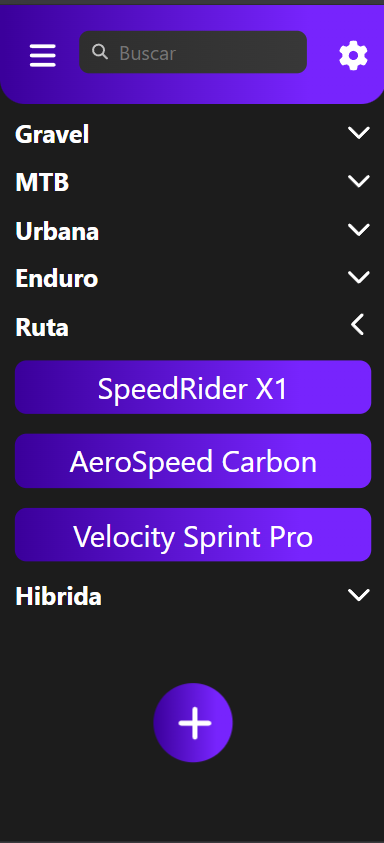 Buscar
Gravel
MTB
Urbana
Enduro
Ruta
SpeedRider X1
AeroSpeed Carbon
Velocity Sprint Pro
Hibrida